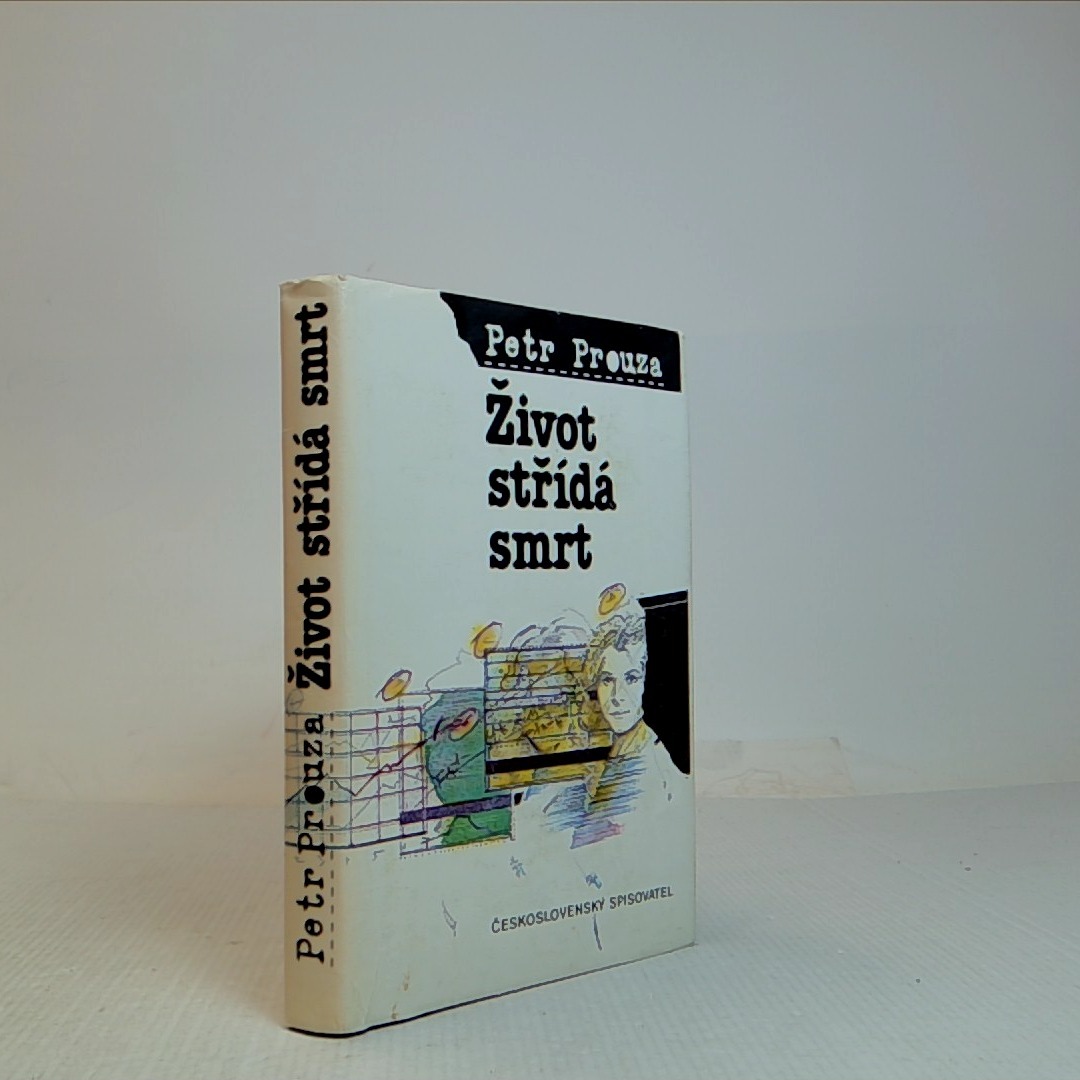 Petr Prouza Život střídá smrt
Petr Prouza
Život
střídá
smrt
ČESKOSLOVENSKÝ SPISOVATEL